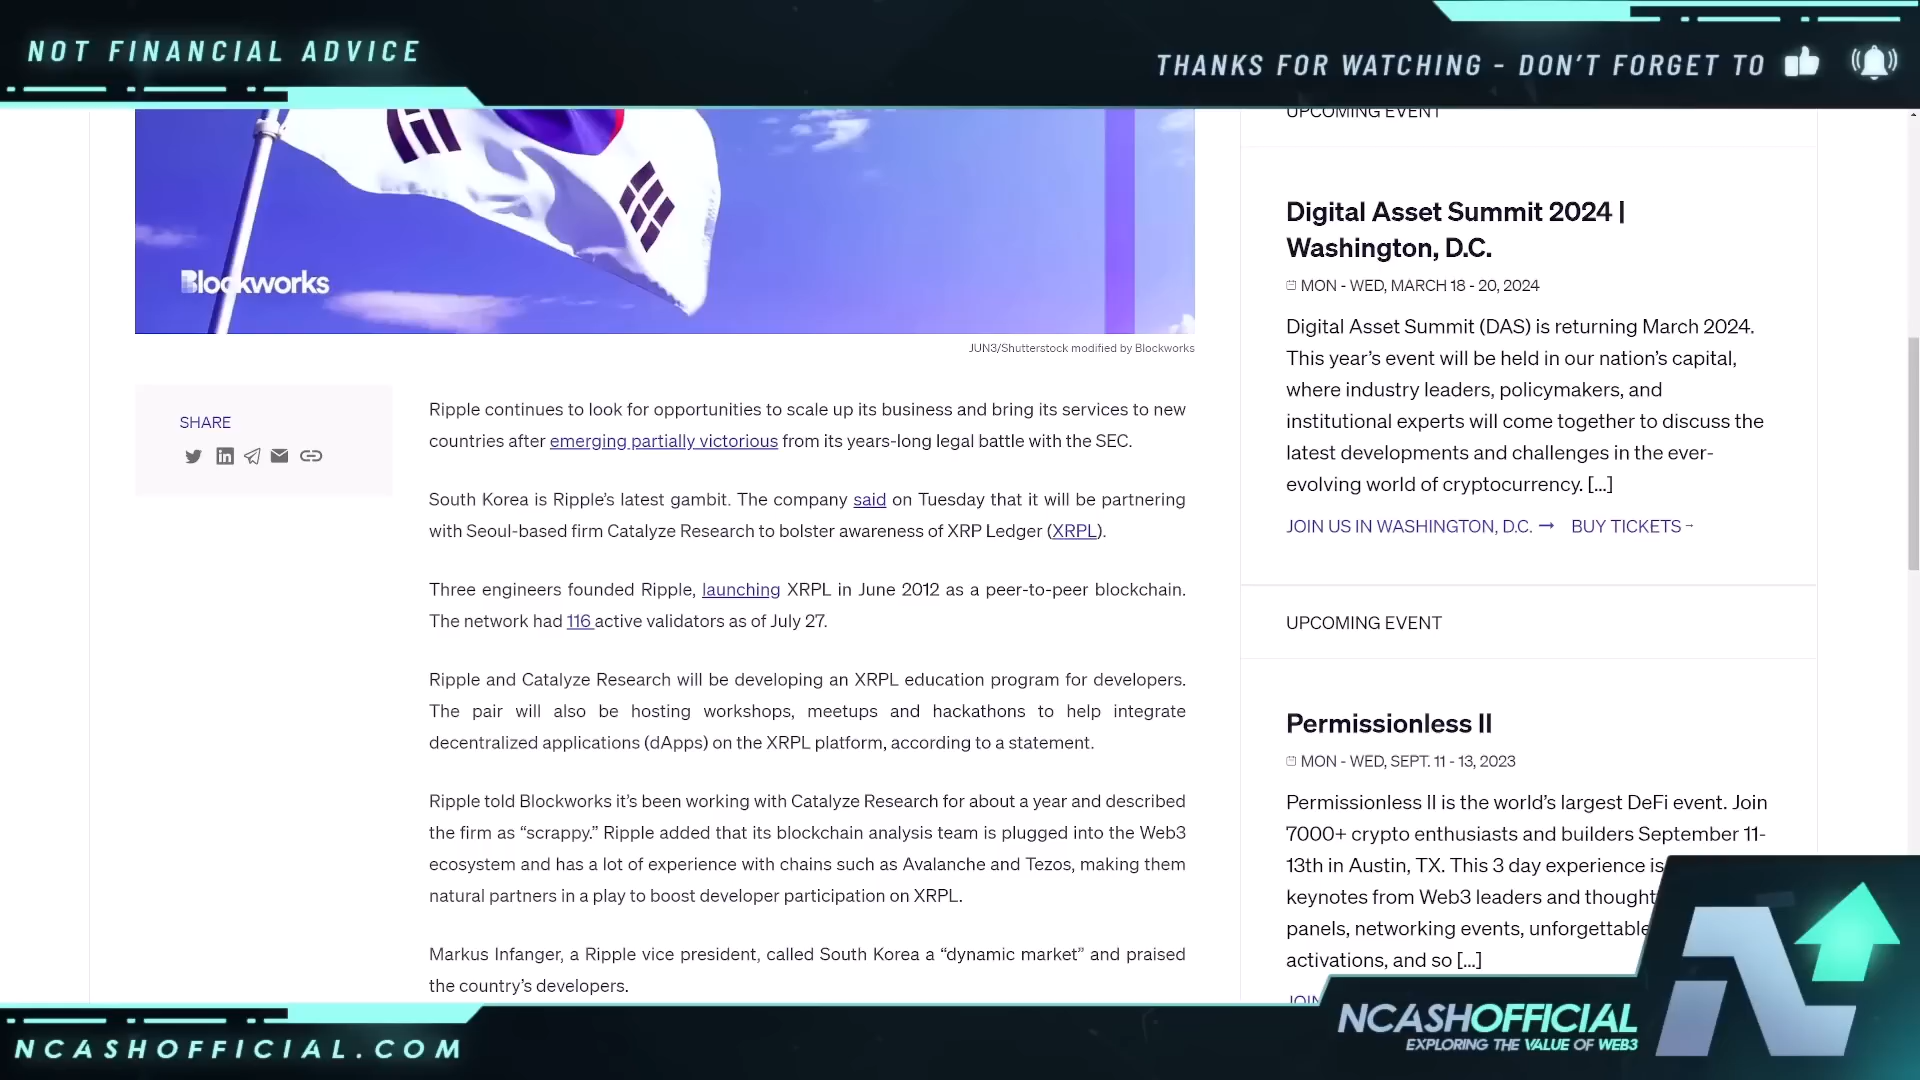 NOT FINANCIAL ADVICE
THANKS FOR WATCHING - DON'T FORGET TO
Blockworks
JUN3/Shutterstock modified by Blockworks
SHARE
Ripple continues to look for opportunities to scale up its business and bring its services to new
countries after emerging partially victorious from its years-long legal battle with the SEC.
South Korea is Ripple’s latest gambit. The company said on Tuesday that it will be partnering
with Seoul-based firm Catalyze Research to bolster awareness of XRP Ledger (XRPL).
Three engineers founded Ripple, launching XRPL in June 2012 as a peer-to-peer blockchain.
The network had 116 active validators as of July 27.
Ripple and Catalyze Research will be developing an XRPL education program for developers.
The pair will also be hosting workshops, meetups and hackathons to help integrate
decentralized applications (dApps) on the XRPL platform, according to a statement.
Ripple told Blockworks it’s been working with Catalyze Research for about a year and described
the firm as “scrappy.” Ripple added that its blockchain analysis team is plugged into the Web3
ecosystem and has a lot of experience with chains such as Avalanche and Tezos, making them
natural partners in a play to boost developer participation on XRPL.
Markus Infanger, a Ripple vice president, called South Korea a “dynamic market” and praised
the country’s developers.
UPCOMING EVENT
Digital Asset Summit 2024 |
Washington, D.C.
MON - WED, MARCH 18 - 20, 2024
Digital Asset Summit (DAS) is returning March 2024.
This year’s event will be held in our nation’s capital,
where industry leaders, policymakers, and
institutional experts will come together to discuss the
latest developments and challenges in the ever-
evolving world of cryptocurrency. [...]
JOIN US IN WASHINGTON, D.C. → BUY TICKETS →
UPCOMING EVENT
Permissionless II
MON - WED, SEPT. 11 - 13, 2023
Permissionless II is the world’s largest DeFi event. Join
7000+ crypto enthusiasts and builders September 11-
13th in Austin, TX. This 3 day experience is
keynotes from Web3 leaders and thought
panels, networking events, unforgettable
activations, and so [...]
JOIN
NCASHOFFICIAL.COM
NCASHOFFICIAL
EXPLORING THE VALUE OF WEB3